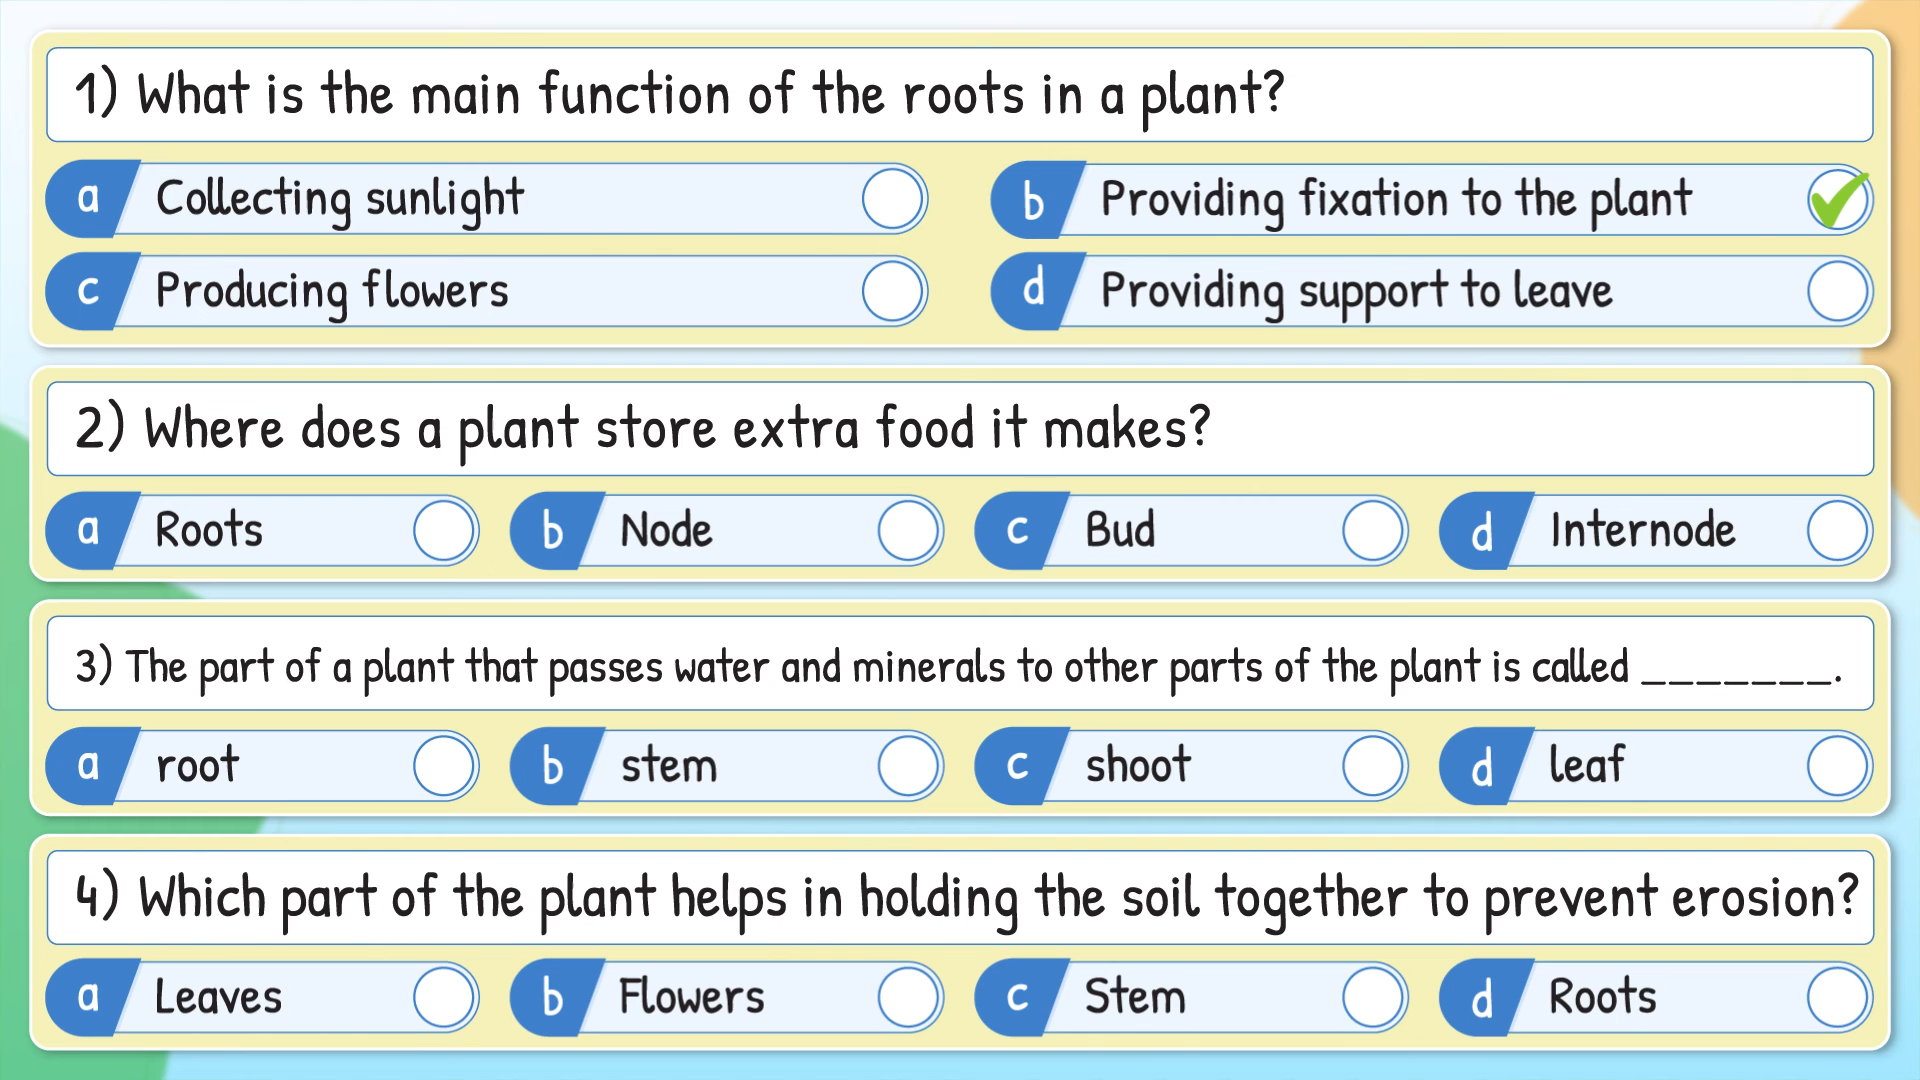 1) What is the main function of the roots in a plant?
a Collecting sunlight
b Providing fixation to the plant
c Producing flowers
d Providing support to leave
2) Where does a plant store extra food it makes?
a Roots
b Node
c Bud
d Internode
3) The part of a plant that passes water and minerals to other parts of the plant is called _______.
a root
b stem
c shoot
d leaf
4) Which part of the plant helps in holding the soil together to prevent erosion?
a Leaves
b Flowers
c Stem
d Roots